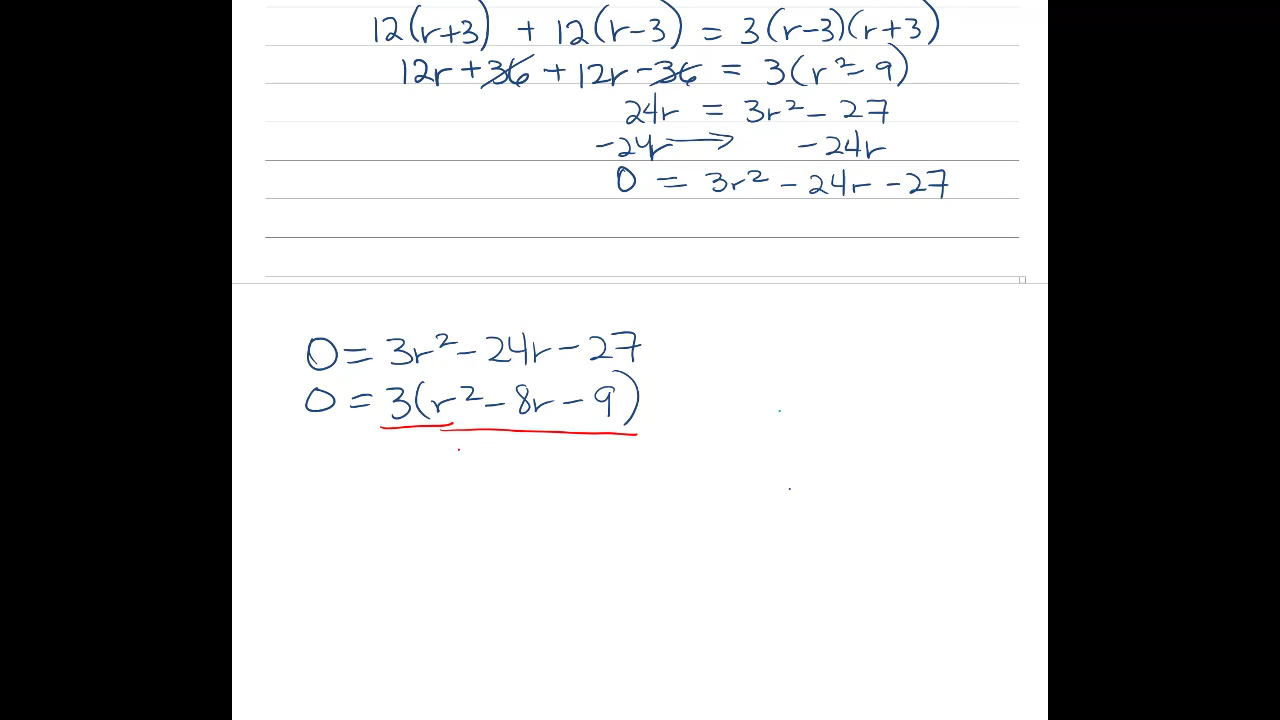 12(r+3) + 12(r-3) = 3(r-3)(r+3)
12r + 36 + 12r - 36 = 3(r² - 9)
24r = 3r² - 27
-24r → - 24r
0 = 3r² - 24r - 27
0 = 3r² - 24r - 27
0 = 3(r² - 8r - 9)